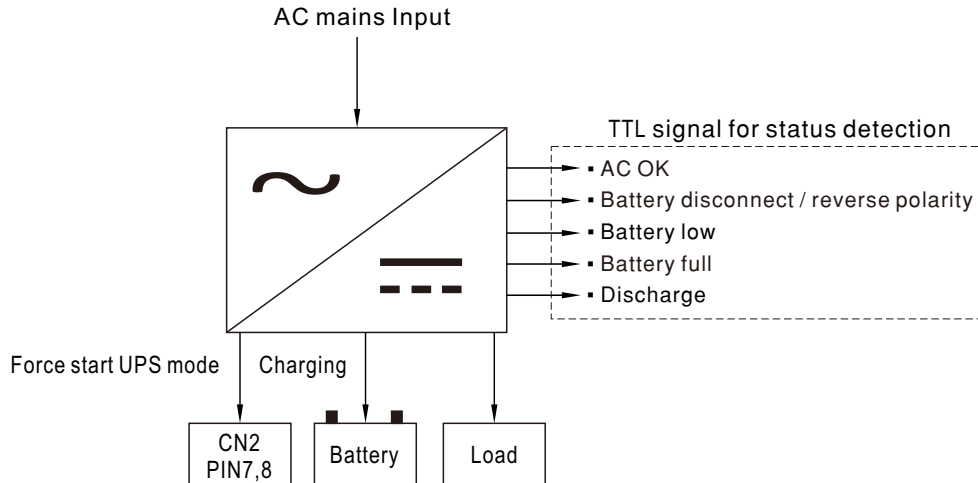 AC mains Input
TTL signal for status detection
▪ AC OK
▪ Battery disconnect / reverse polarity
▪ Battery low
▪ Battery full
▪ Discharge
Force start UPS mode
Charging
CN2
PIN7,8
Battery
Load